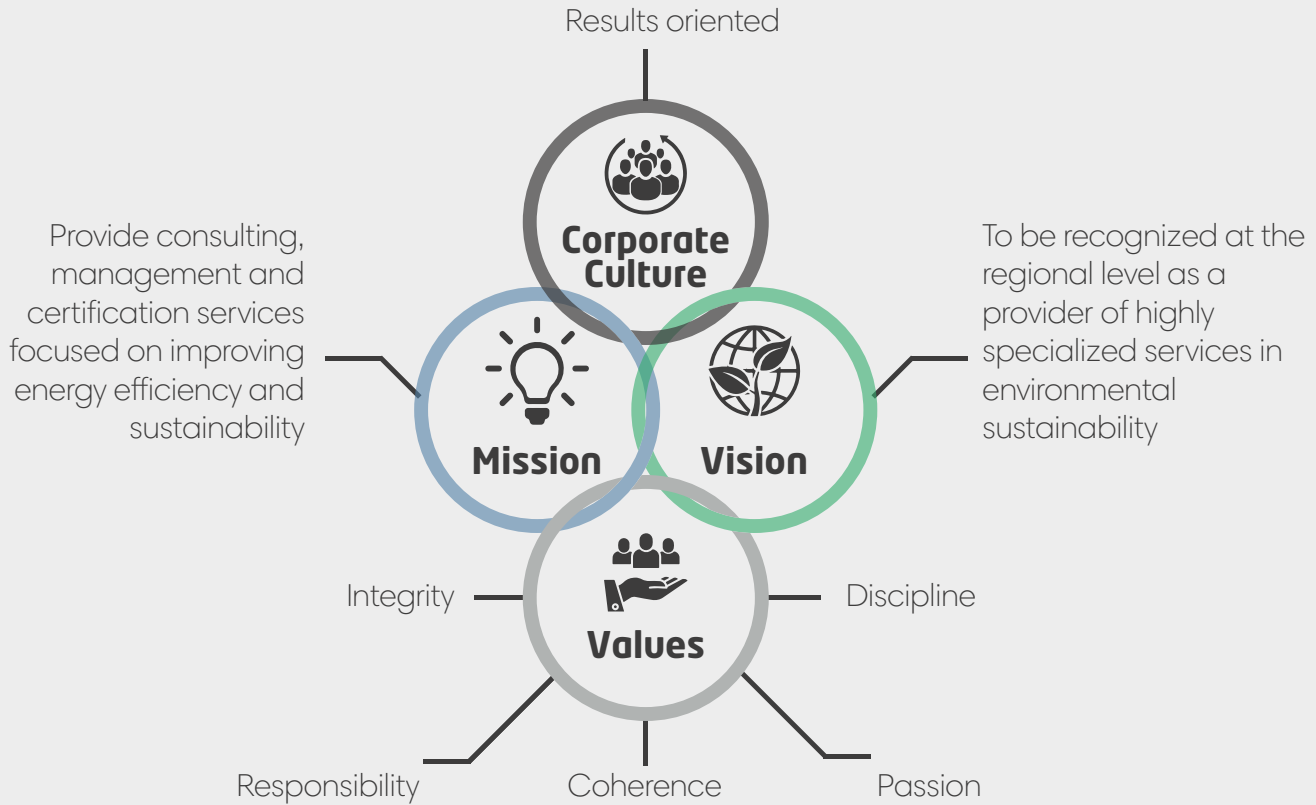 Results oriented
Corporate
Culture
Provide consulting,
management and
certification services
focused on improving
energy efficiency and
sustainability
Mission
Vision
To be recognized at the
regional level as a
provider of highly
specialized services in
environmental
sustainability
Values
Integrity
Discipline
Responsibility
Coherence
Passion